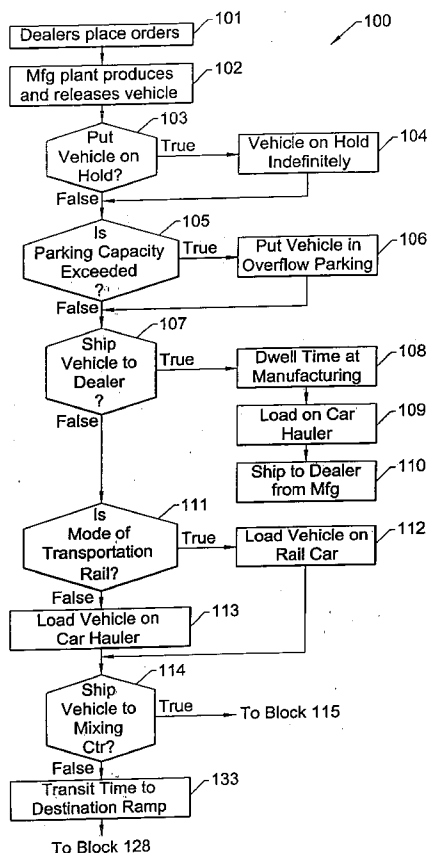 101
100
Dealers place orders
102
Mfg plant produces
and releases vehicle
103
Put
Vehicle on
Hold?
True
Vehicle on Hold
Indefinitely
104
False
105
Is
Parking Capacity
Exceeded
?
True
Put Vehicle in
Overflow Parking
106
False
107
Ship
Vehicle to
Dealer
?
True
Dwell Time at
Manufacturing
108
False
Load on Car
Hauler
109
Ship to Dealer
from Mfg
110
111
Is
Mode of
Transportation
Rail?
True
Load Vehicle on
Rail Car
112
False
113
Load Vehicle on
Car Hauler
114
Ship
Vehicle to
Mixing
Ctr?
True
To Block 115
False
133
Transit Time to
Destination Ramp
To Block 128